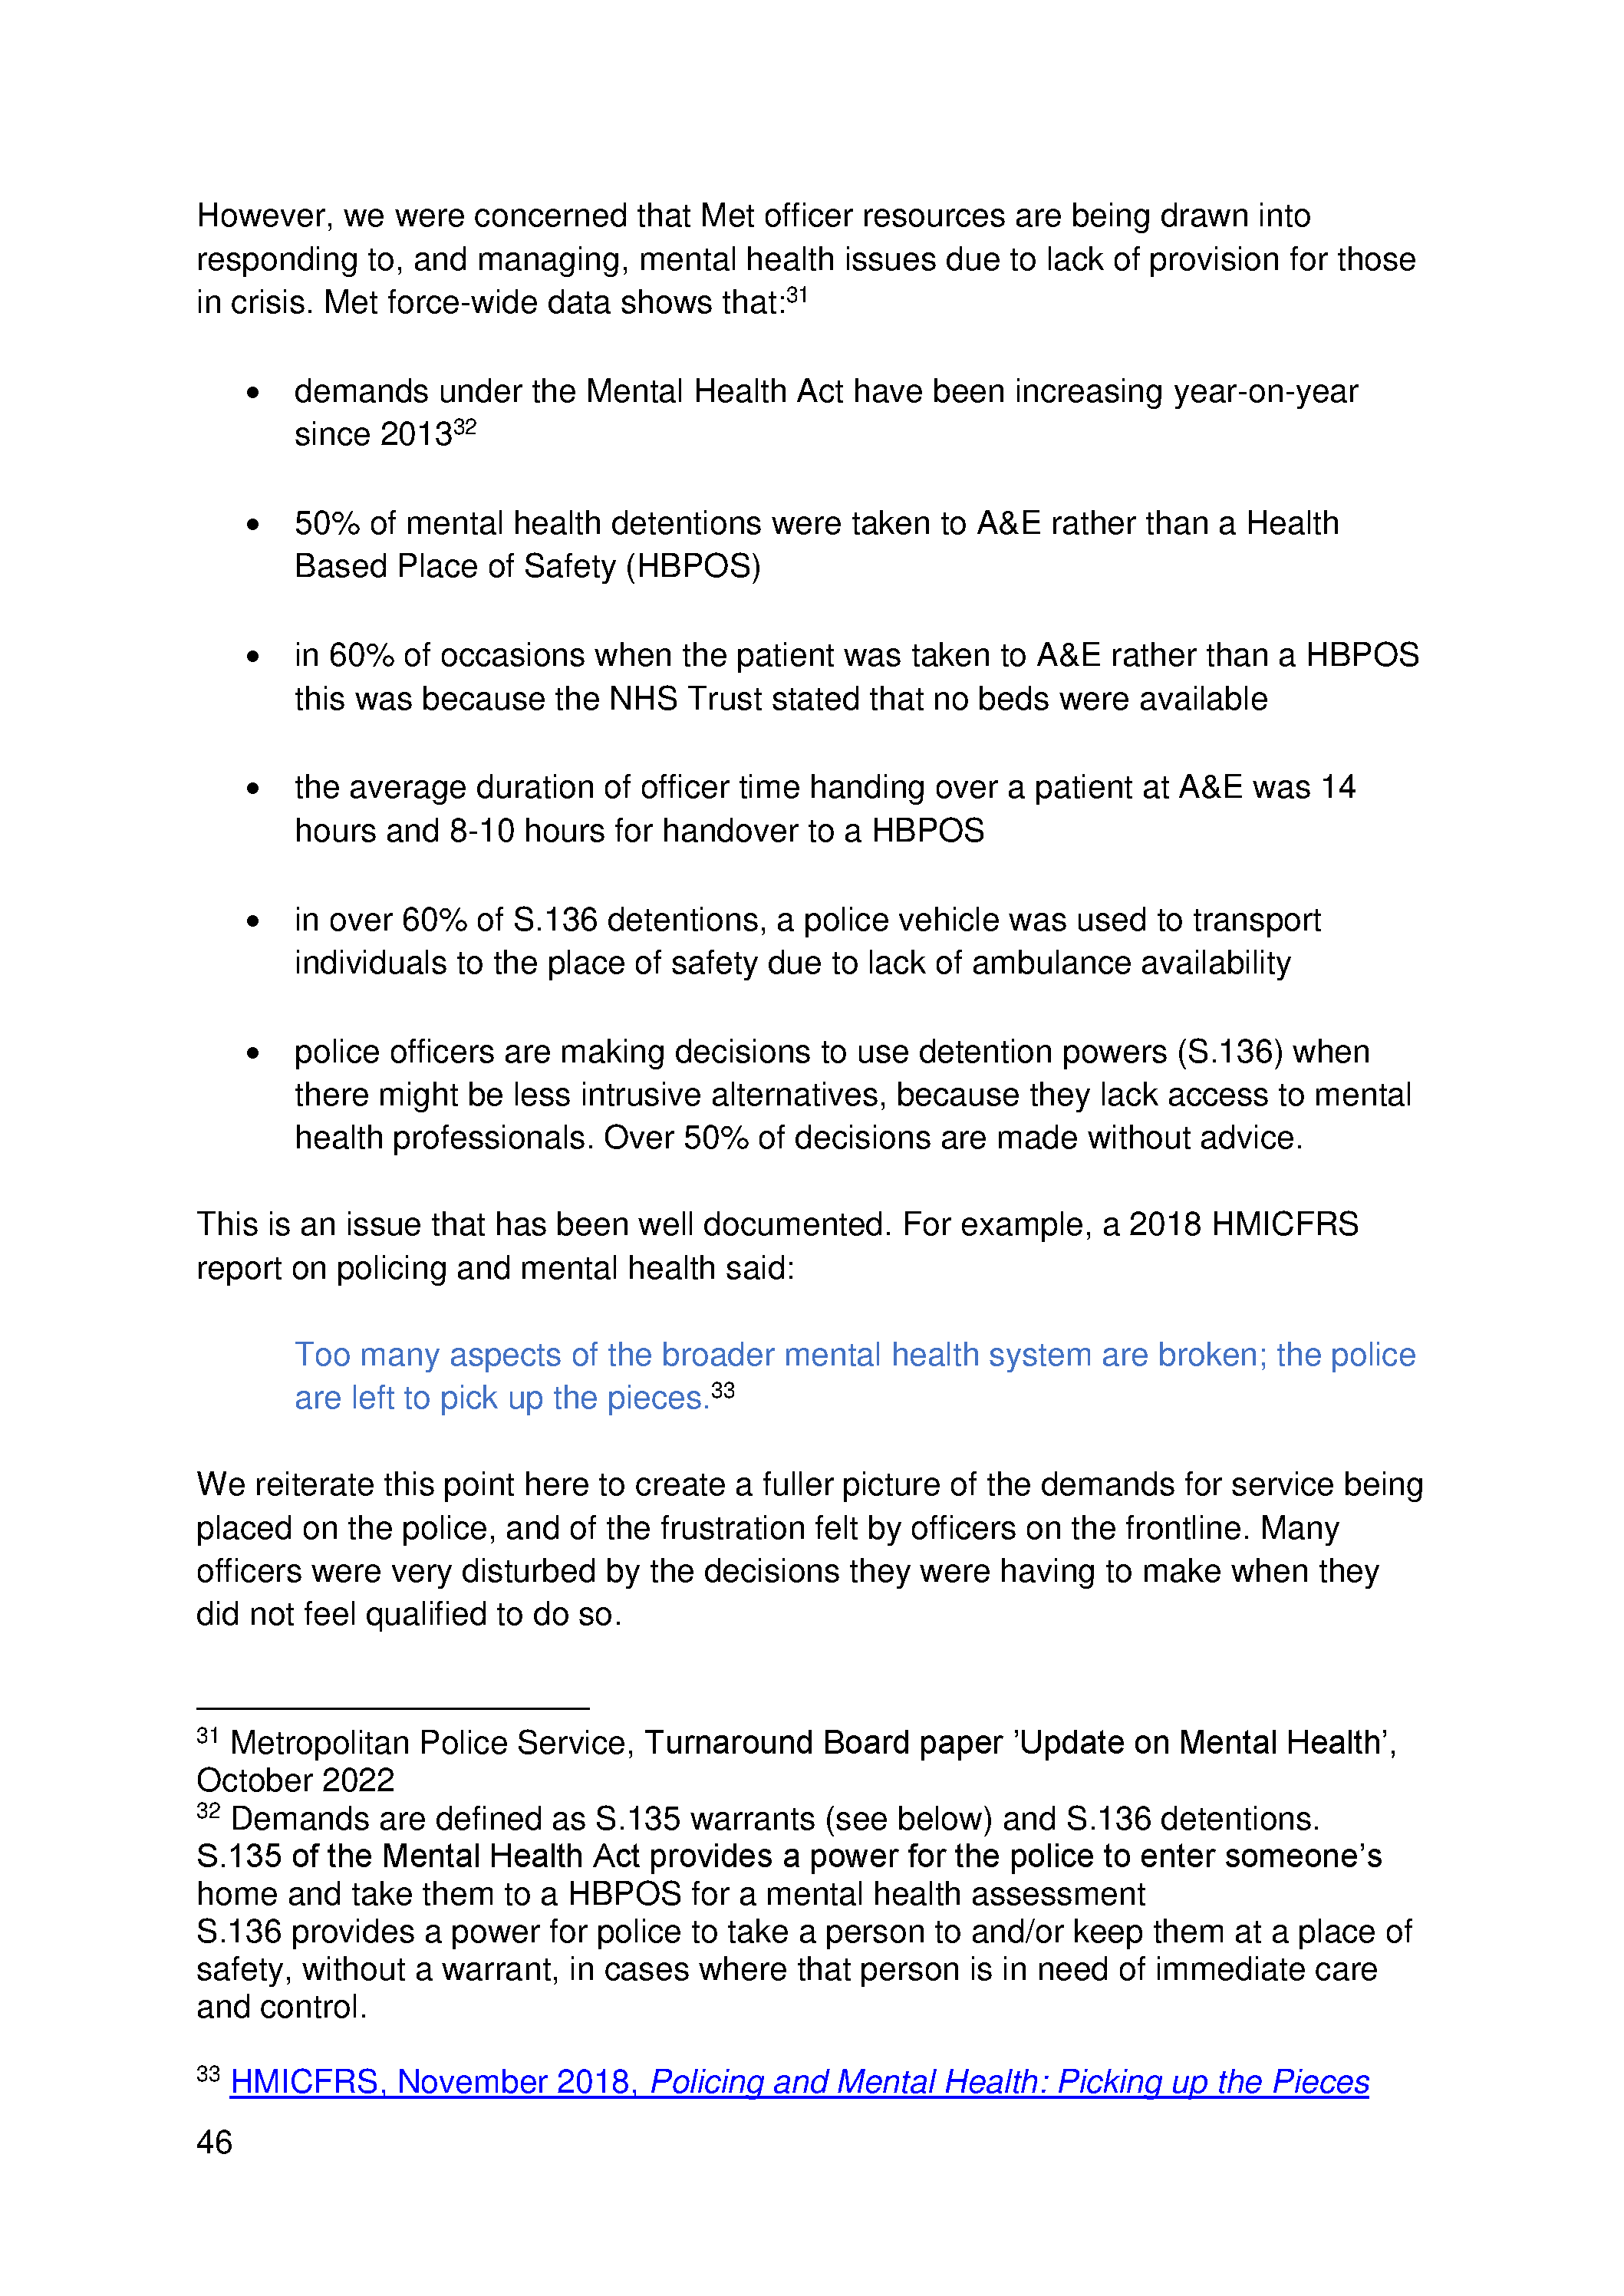 However, we were concerned that Met officer resources are being drawn into
responding to, and managing, mental health issues due to lack of provision for those
in crisis. Met force-wide data shows that:31
• demands under the Mental Health Act have been increasing year-on-year
since 201332
• 50% of mental health detentions were taken to A&E rather than a Health
Based Place of Safety (HBPOS)
• in 60% of occasions when the patient was taken to A&E rather than a HBPOS
this was because the NHS Trust stated that no beds were available
• the average duration of officer time handing over a patient at A&E was 14
hours and 8-10 hours for handover to a HBPOS
• in over 60% of S.136 detentions, a police vehicle was used to transport
individuals to the place of safety due to lack of ambulance availability
• police officers are making decisions to use detention powers (S.136) when
there might be less intrusive alternatives, because they lack access to mental
health professionals. Over 50% of decisions are made without advice.
This is an issue that has been well documented. For example, a 2018 HMICFRS
report on policing and mental health said:
Too many aspects of the broader mental health system are broken; the police
are left to pick up the pieces.33
We reiterate this point here to create a fuller picture of the demands for service being
placed on the police, and of the frustration felt by officers on the frontline. Many
officers were very disturbed by the decisions they were having to make when they
did not feel qualified to do so.
31 Metropolitan Police Service, Turnaround Board paper ’Update on Mental Health’,
October 2022
32 Demands are defined as S.135 warrants (see below) and S.136 detentions.
S.135 of the Mental Health Act provides a power for the police to enter someone’s
home and take them to a HBPOS for a mental health assessment
S.136 provides a power for police to take a person to and/or keep them at a place of
safety, without a warrant, in cases where that person is in need of immediate care
and control.
33 HMICFRS, November 2018, Policing and Mental Health: Picking up the Pieces
46